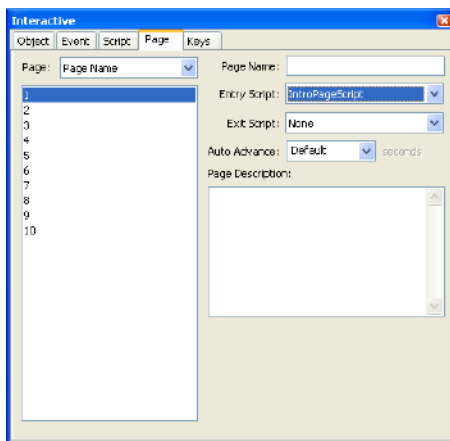 Interactive
Object Event Script Page Keys
Page: Page Name
Page Name:
1
Entry Script: IntroPageScript
2
3
Exit Script: None
4
5
Auto Advance: Default seconds
6
Page Description:
7
8
9
10